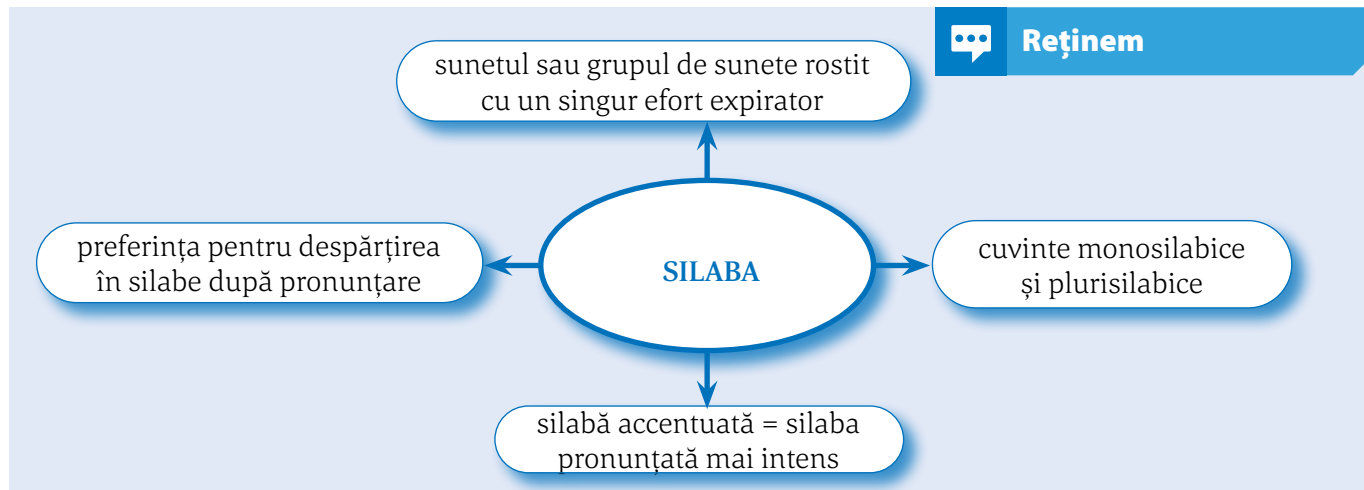 Reținem
sunetul sau grupul de sunete rostit
cu un singur efort expirator
preferința pentru despărțirea
în silabe după pronunțare
SILABA
cuvinte monosilabice
și plurisilabice
silabă accentuată = silaba
pronunțată mai intens